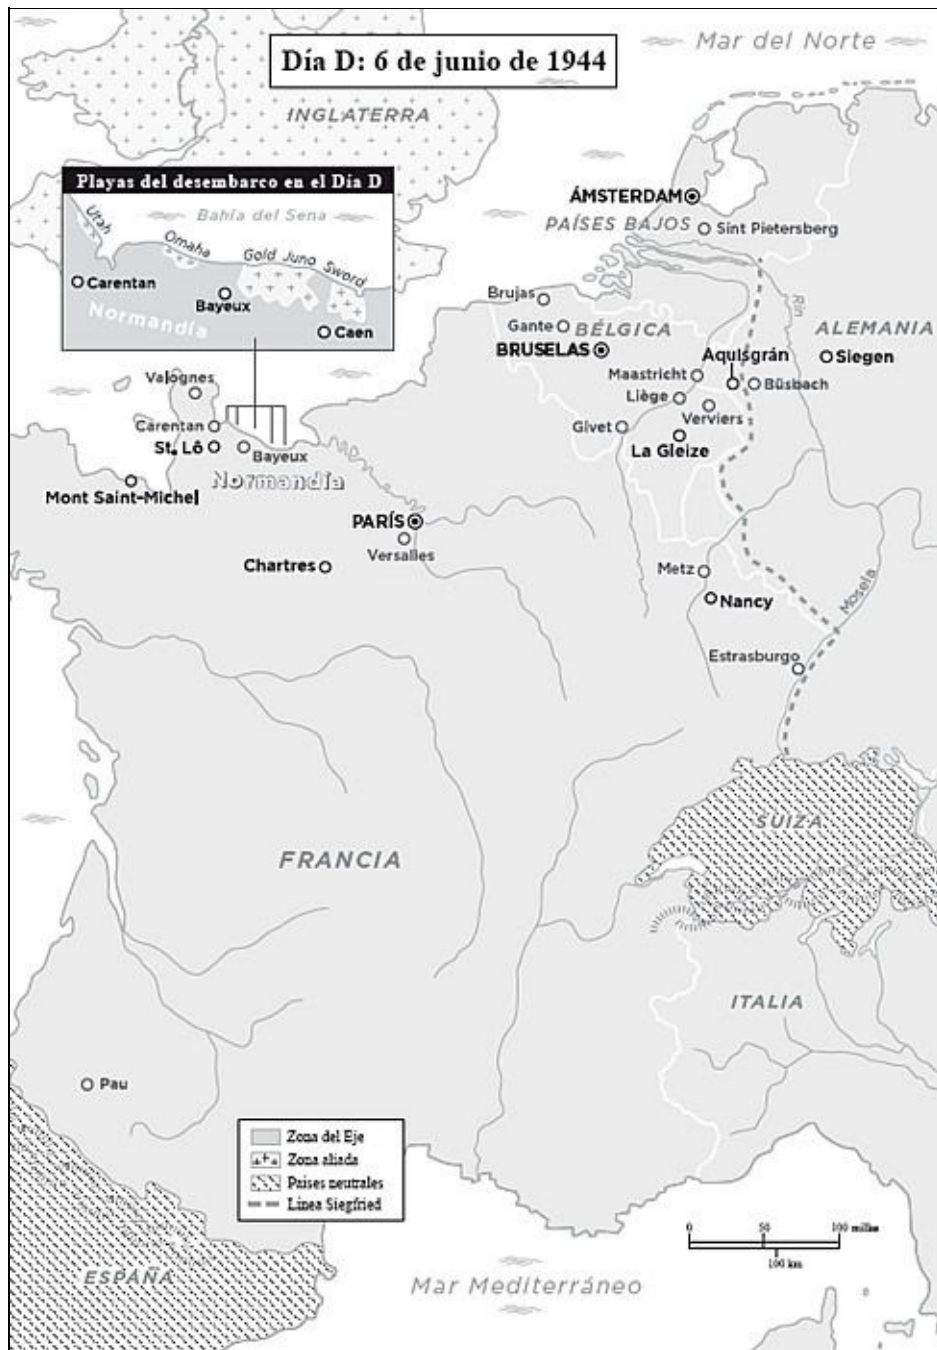 Mar del Norte
Día D: 6 de junio de 1944
INGLATERRA
Playas del desembarco en el Día D
Bahía del Sena
Utah
Omaha
Gold Juno Sword
Carentan
Bayeux
Normandía
Caen
ÁMSTERDAM
PAÍSES BAJOS
Sint Pietersberg
Brujas
Gante
BÉLGICA
BRUSELAS
Rin
ALEMANIA
Aquisgrán
Siegen
Maastricht
Büsbach
Liège
Verviers
Givet
La Gleize
Valognes
Carentan
St. Lô
Bayeux
Normandía
Mont Saint-Michel
PARÍS
Versalles
Chartres
Metz
Nancy
Mosela
Estrasburgo
SUIZA
FRANCIA
ITALIA
Pau
Zona del Eje
Zona aliada
Países neutrales
Línea Siegfried
0 50 100 millas
100 km
ESPAÑA
Mar Mediterráneo